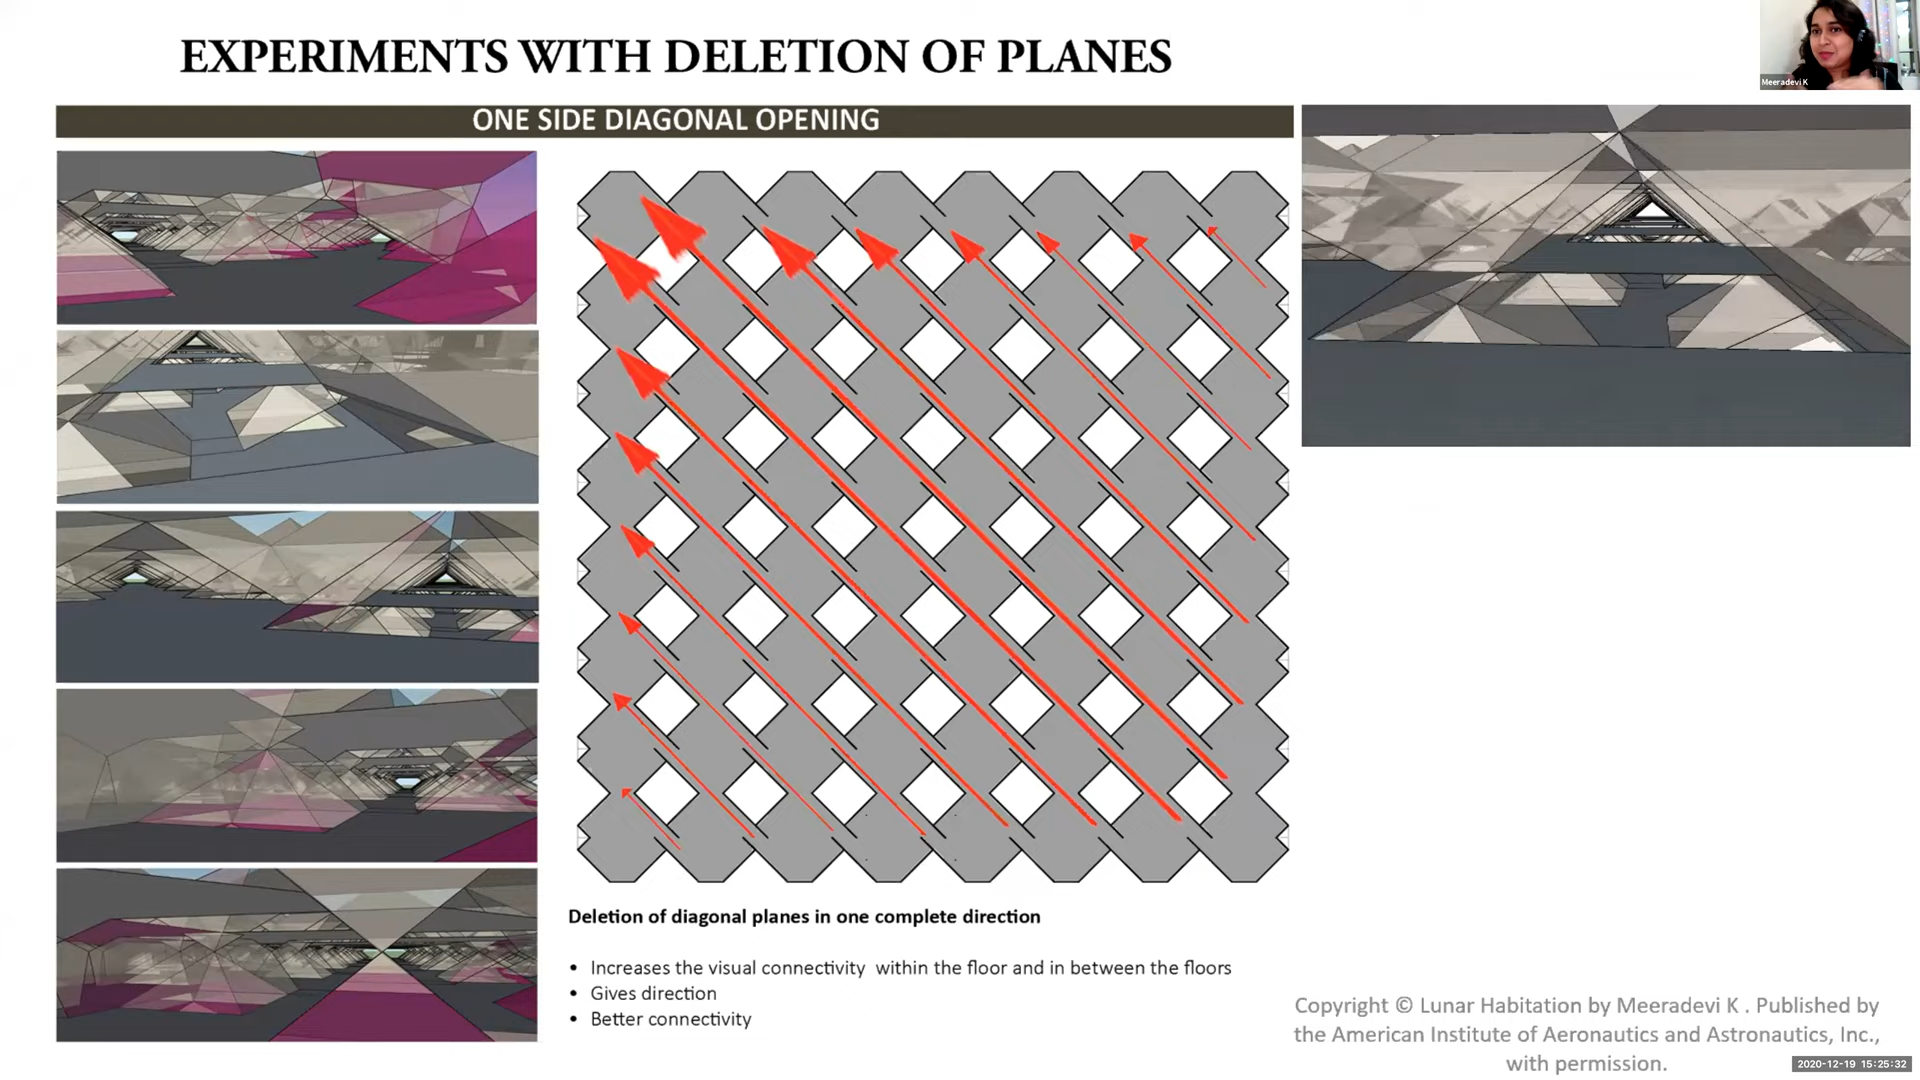 EXPERIMENTS WITH DELETION OF PLANES
Meeradevi K
ONE SIDE DIAGONAL OPENING
Deletion of diagonal planes in one complete direction
• Increases the visual connectivity within the floor and in between the floors
• Gives direction
• Better connectivity
Copyright © Lunar Habitation by Meeradevi K . Published by
the American Institute of Aeronautics and Astronautics, Inc.,
with permission.
2020-12-19 15:25:32